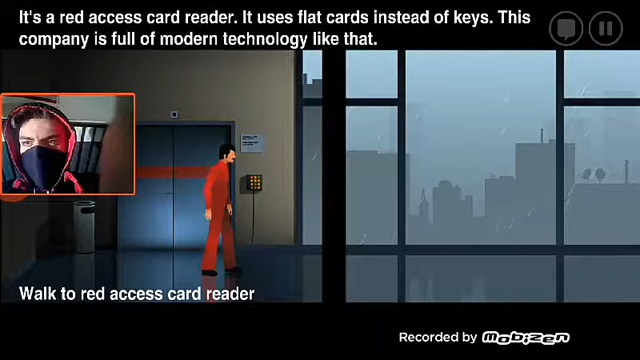 It's a red access card reader. It uses flat cards instead of keys. This
company is full of modern technology like that.
Walk to red access card reader
Recorded by Mobizen